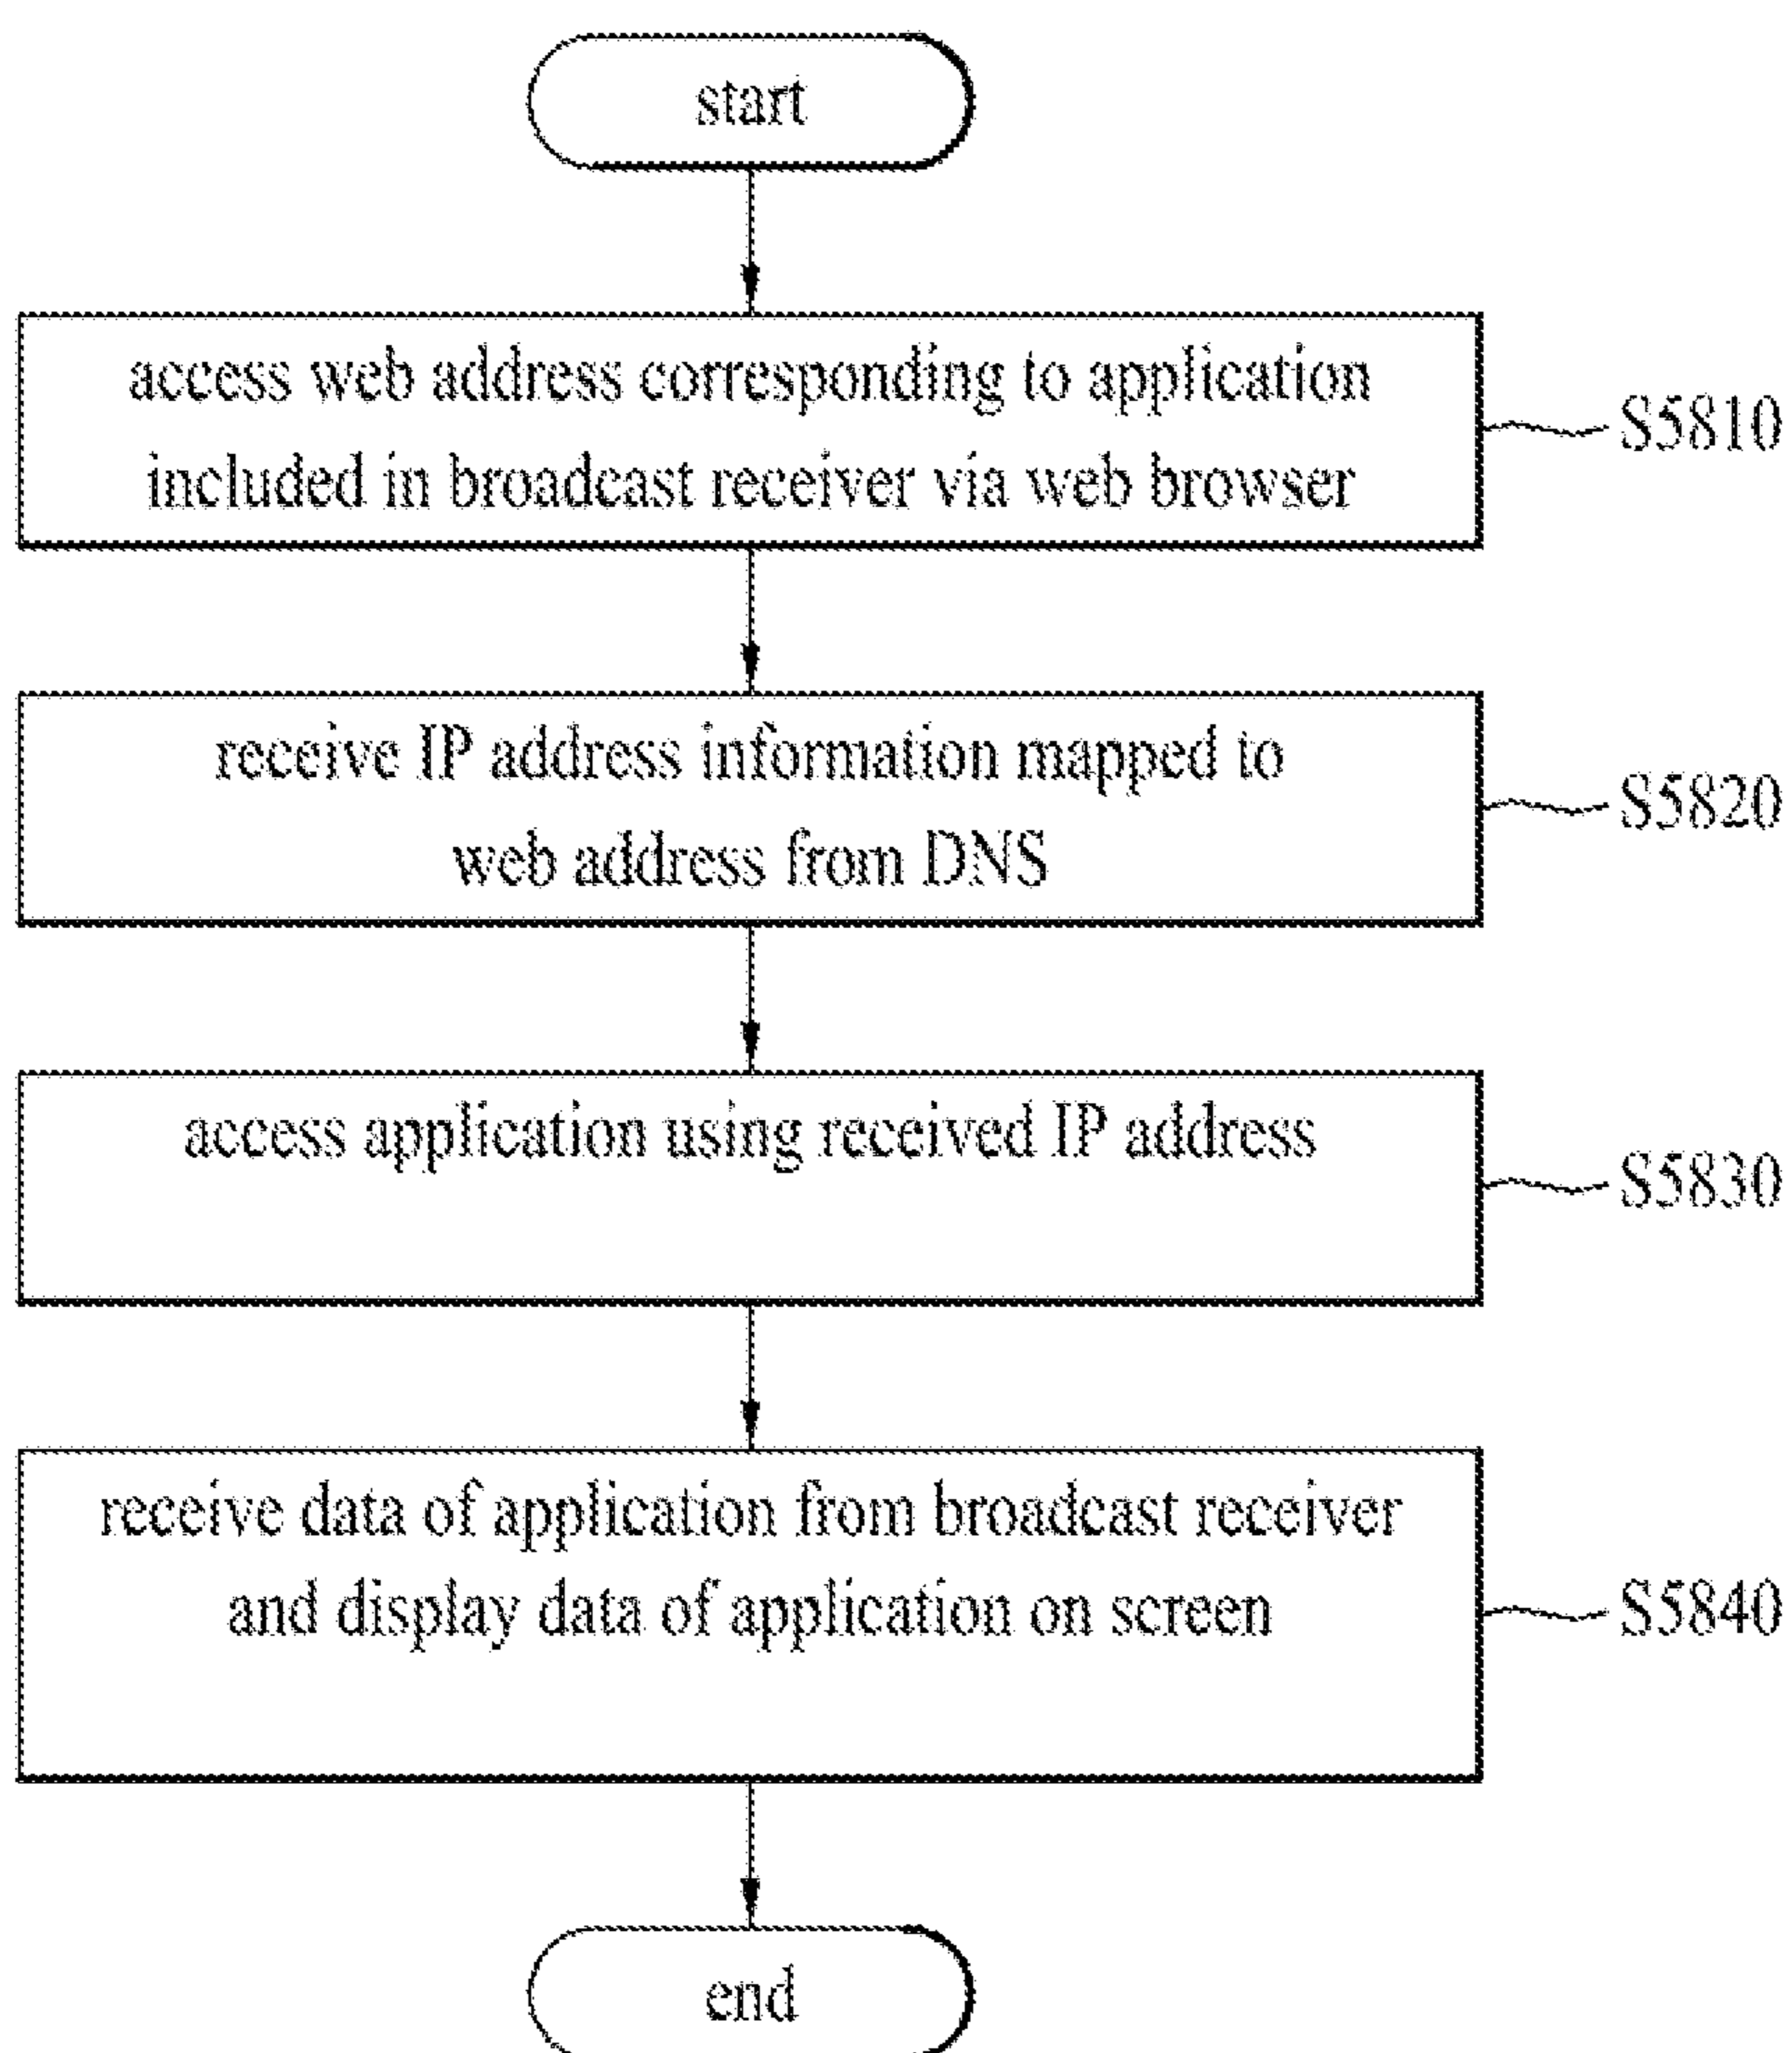 start
access web address corresponding to application
included in broadcast receiver via web browser
S5810
receive IP address information mapped to
web address from DNS
S5820
access application using received IP address
S5830
receive data of application from broadcast receiver
and display data of application on screen
S5840
end